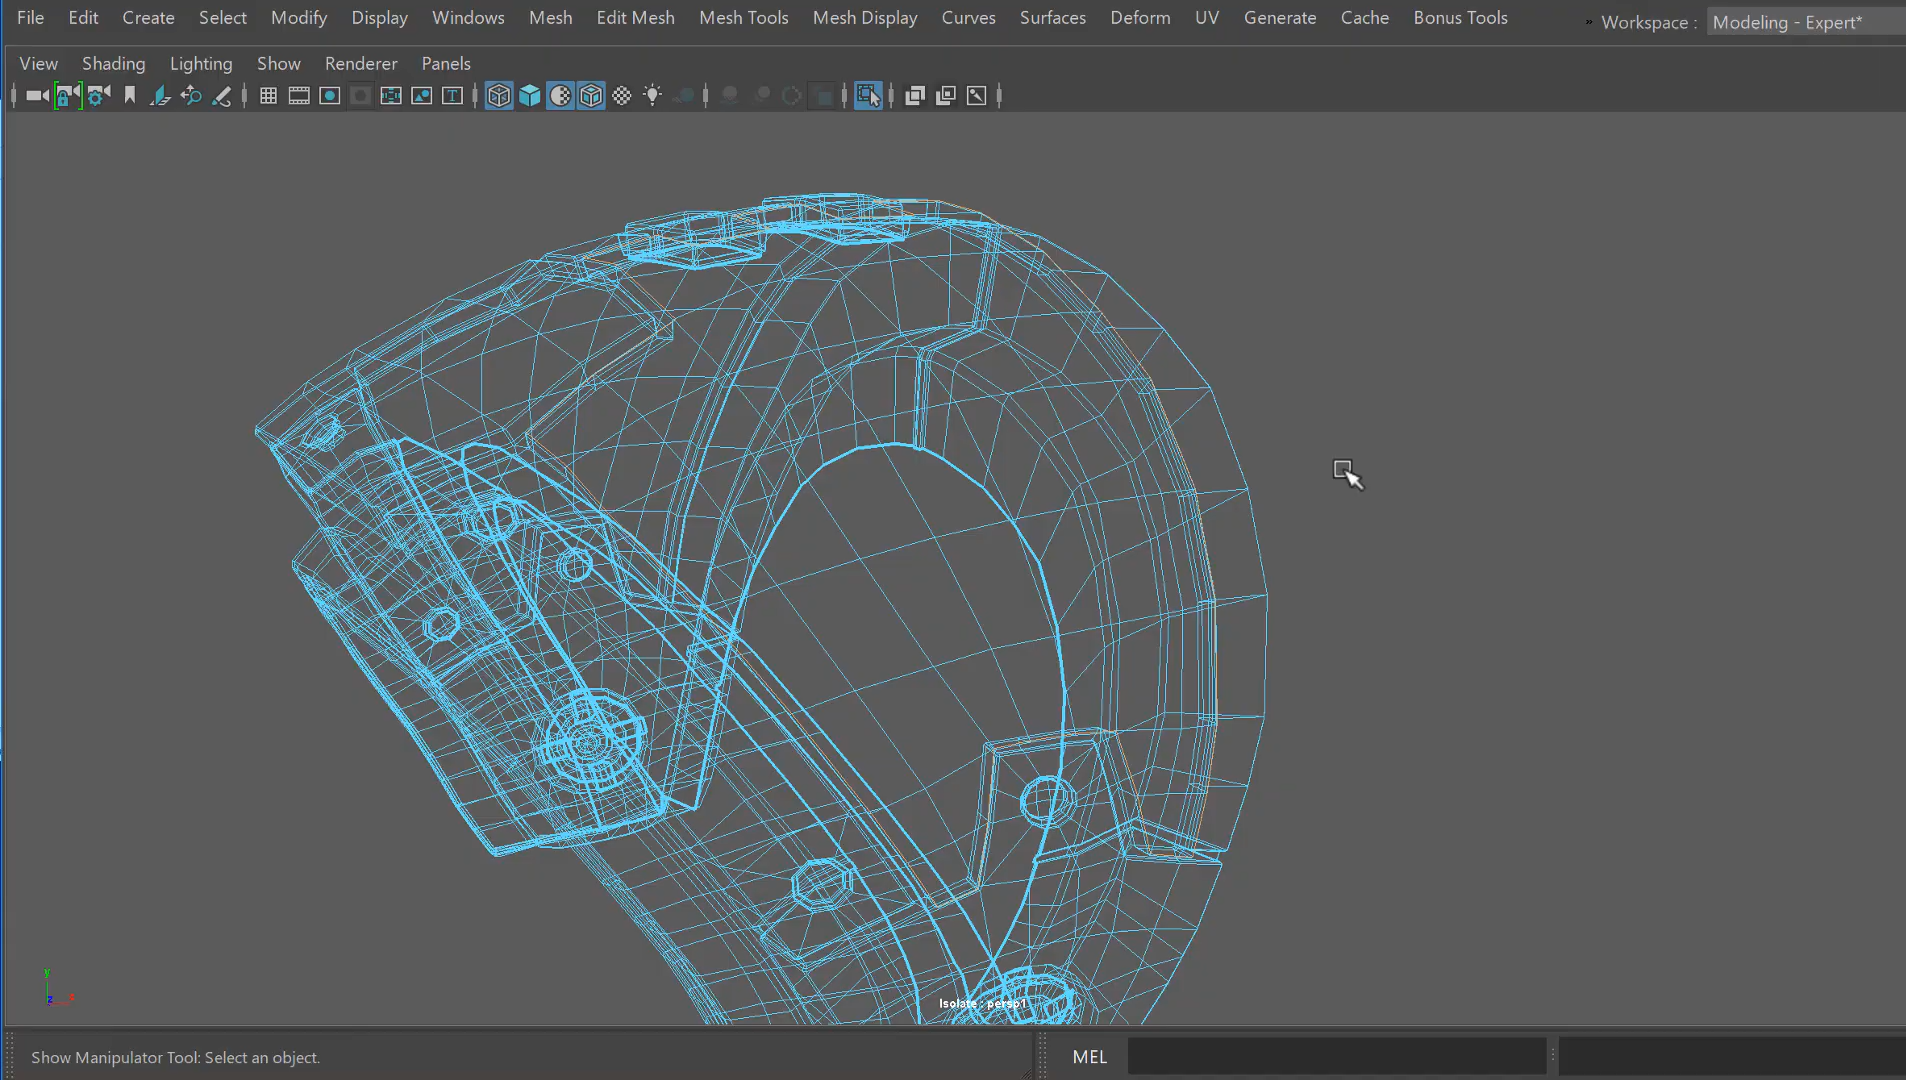 File Edit Create Select Modify Display Windows Mesh Edit Mesh Mesh Tools Mesh Display Curves Surfaces Deform UV Generate Cache Bonus Tools » Workspace : Modeling - Expert*
View Shading Lighting Show Renderer Panels
y
z x
Isolate : persp1
Show Manipulator Tool: Select an object.
MEL